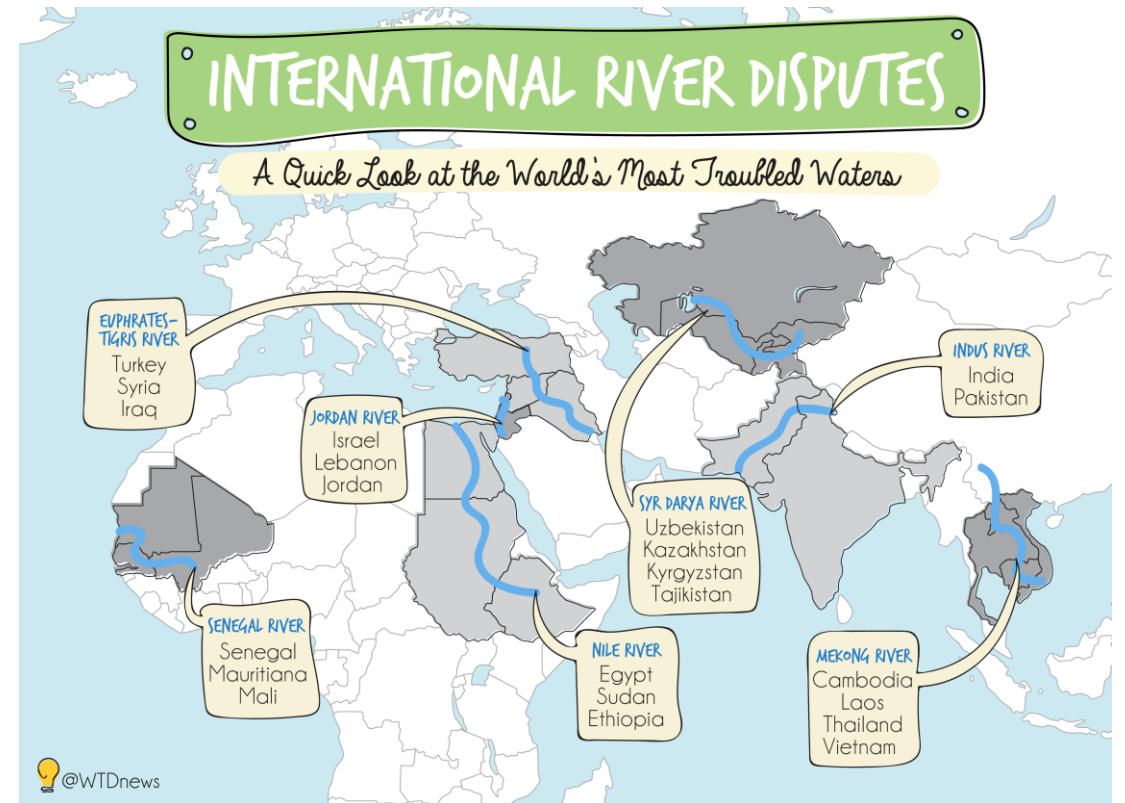 INTERNATIONAL RIVER DISPUTES
A Quick Look at the World's Most Troubled Waters
EUPHRATES-
TIGRIS RIVER
Turkey
Syria
Iraq
JORDAN RIVER
Israel
Lebanon
Jordan
SENEGAL RIVER
Senegal
Mauritiana
Mali
NILE RIVER
Egypt
Sudan
Ethiopia
SYR DARYA RIVER
Uzbekistan
Kazakhstan
Kyrgyzstan
Tajikistan
INDUS RIVER
India
Pakistan
MEKONG RIVER
Cambodia
Laos
Thailand
Vietnam
@WTDnews